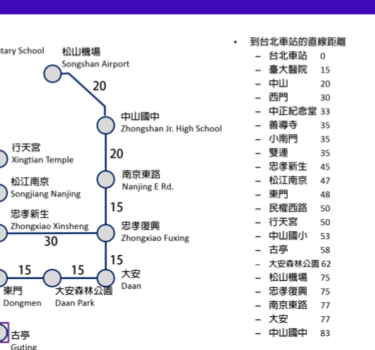 tary School
松山機場
Songshan Airport
20
中山國中
Zhongshan Jr. High School
行天宮
Xingtian Temple
20
松江南京
Songjiang Nanjing
南京東路
Nanjing E Rd.
忠孝新生
Zhongxiao Xinsheng
15
忠孝復興
Zhongxiao Fuxing
30
15
15
15
大安
Daan
東門
Dongmen
大安森林公園
Daan Park
古亭
Guting
• 到台北車站的直線距離
– 台北車站 0
– 臺大醫院 15
– 中山 20
– 西門 30
– 中正紀念堂 33
– 善導寺 35
– 小南門 35
– 雙連 35
– 忠孝新生 45
– 松江南京 47
– 東門 48
– 民權西路 50
– 行天宮 50
– 中山國小 53
– 古亭 58
– 大安森林公園 62
– 松山機場 75
– 忠孝復興 75
– 南京東路 77
– 大安 77
– 中山國中 83